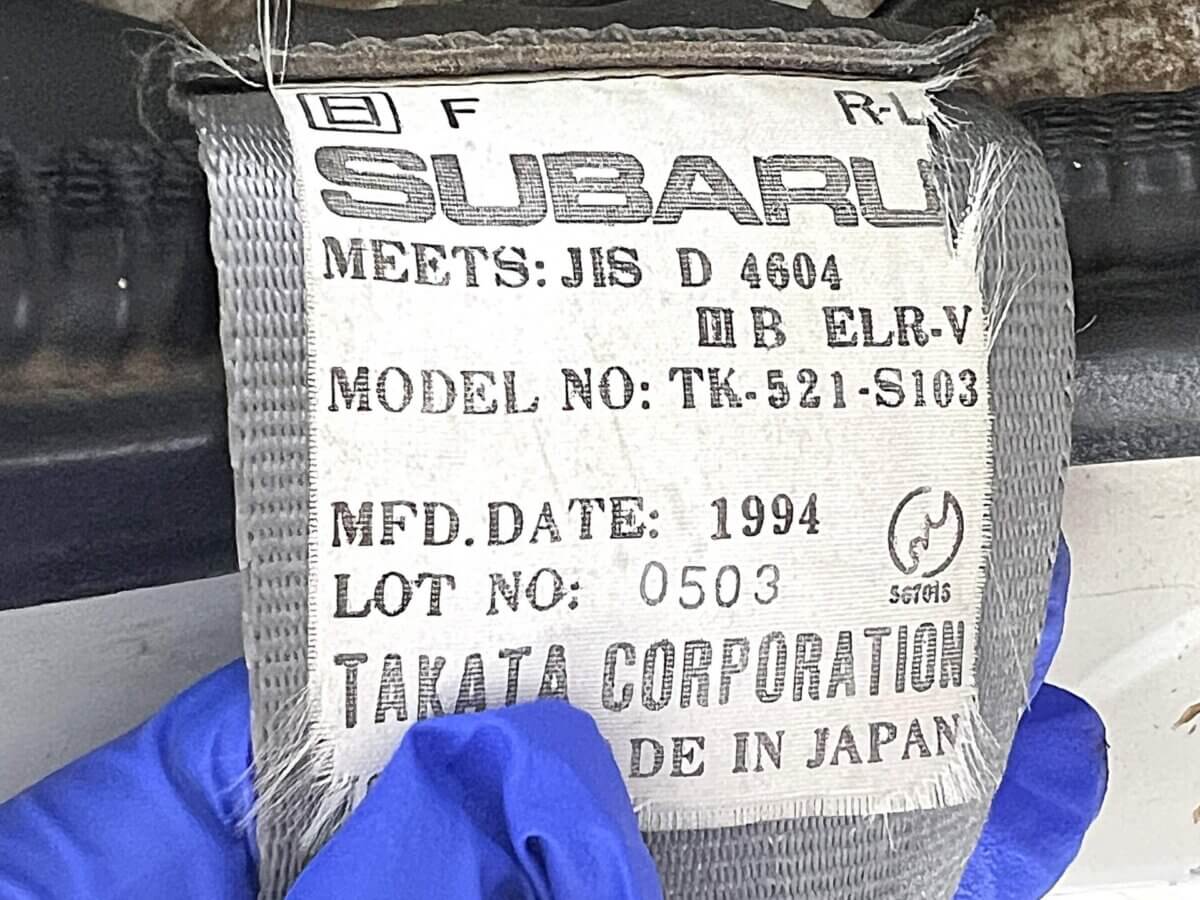 日 F R-L
SUBARU
MEETS: JIS D 4604
ⅢB ELR-V
MODEL NO: TK-521-S103
MFD.DATE: 1994
LOT NO: 0503
TAKATA CORPORATION
DE IN JAPAN